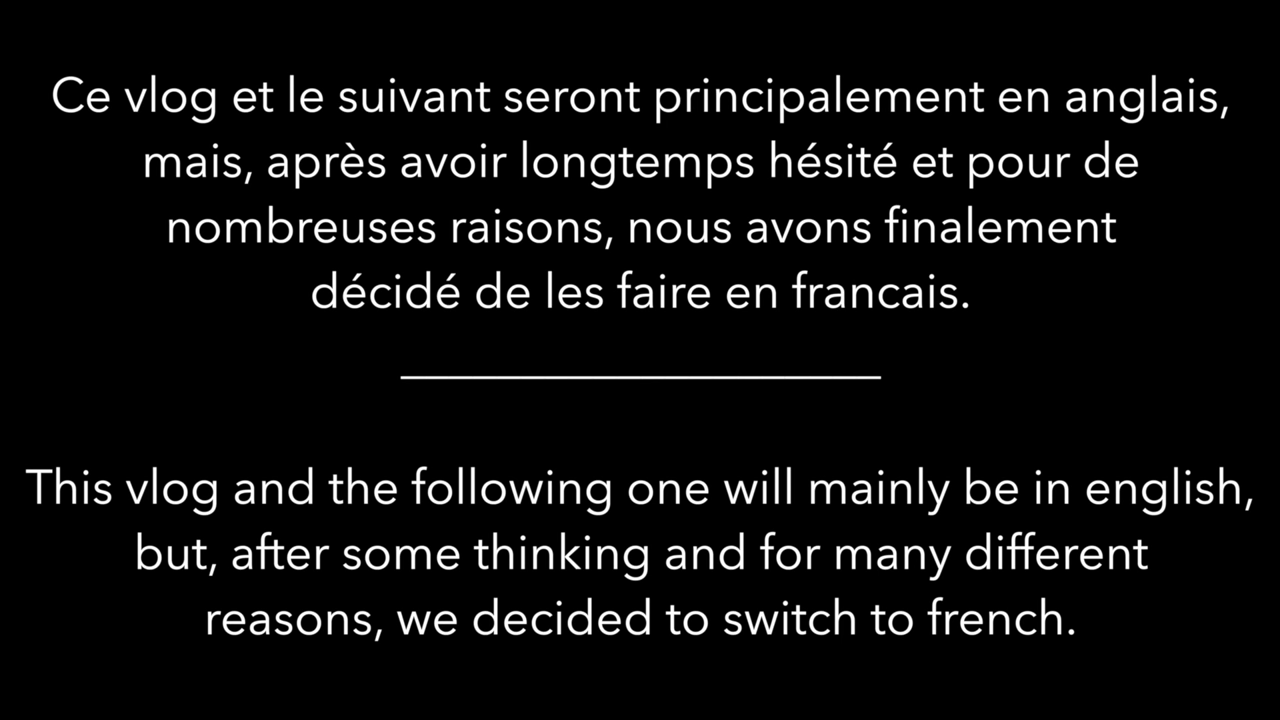 Ce vlog et le suivant seront principalement en anglais,
mais, après avoir longtemps hésité et pour de
nombreuses raisons, nous avons finalement
décidé de les faire en francais.
This vlog and the following one will mainly be in english,
but, after some thinking and for many different
reasons, we decided to switch to french.